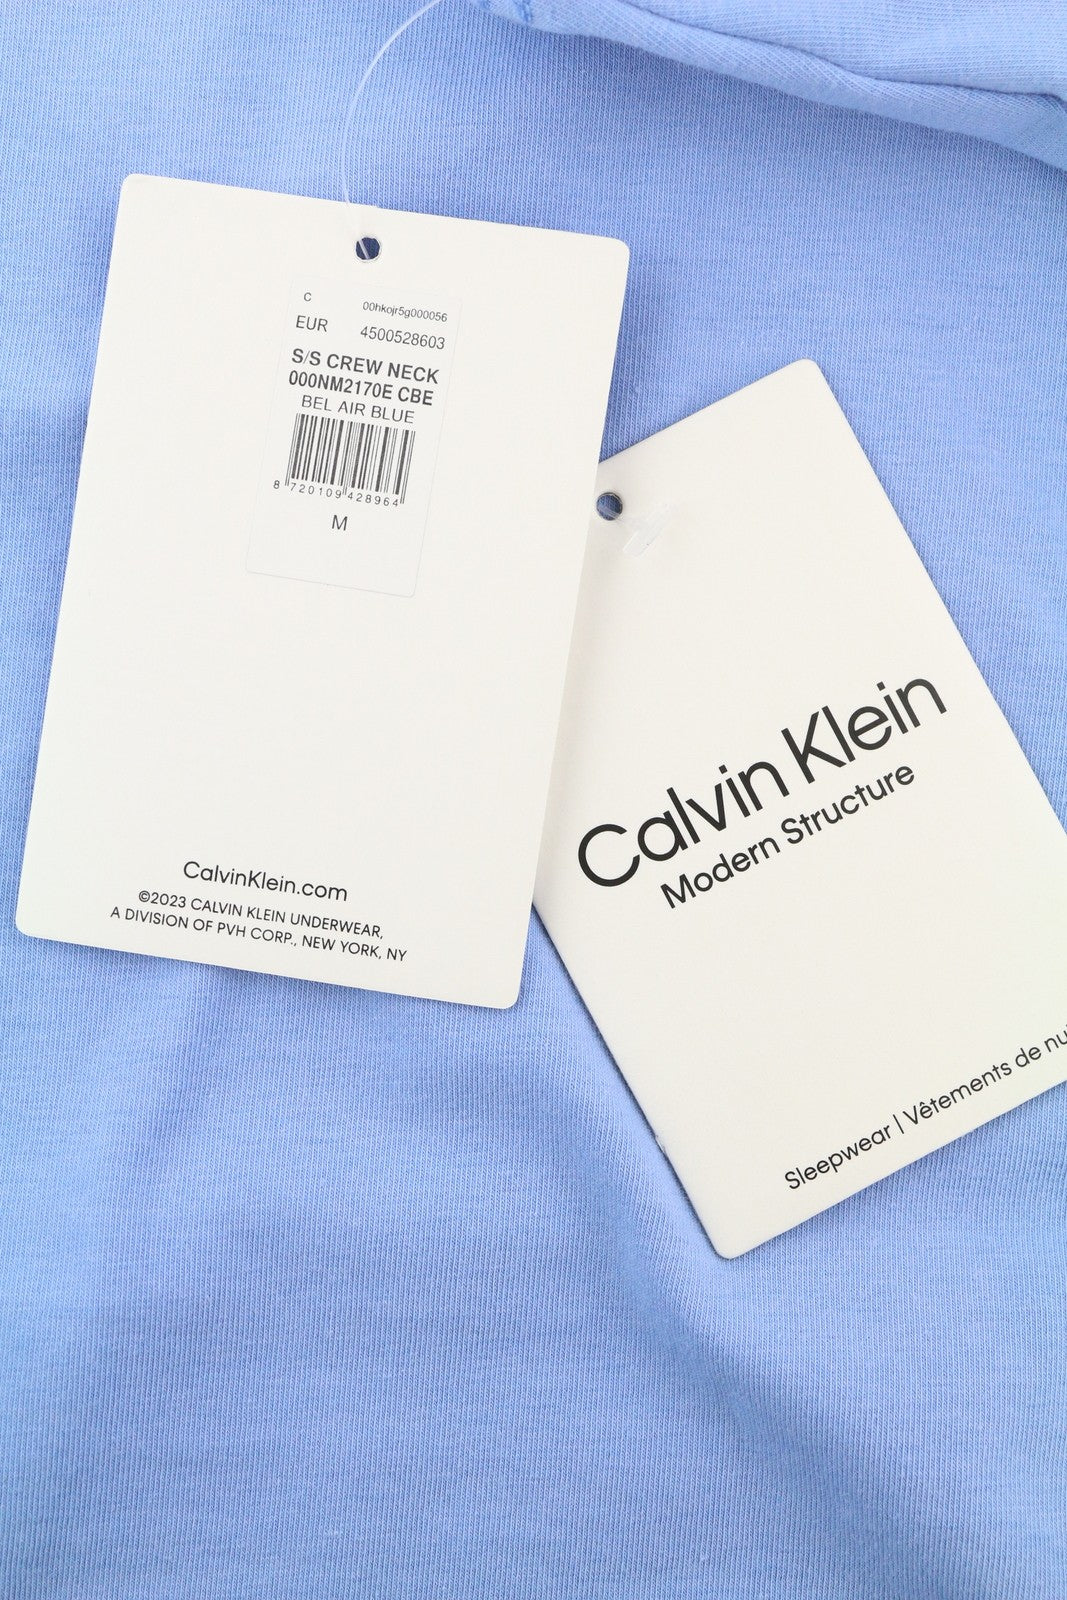 C 00hkojr5g000056
EUR 4500528603
S/S CREW NECK
000NM2170E CBE
BEL AIR BLUE
8 720109 428964
M
CalvinKlein.com
©2023 CALVIN KLEIN UNDERWEAR,
A DIVISION OF PVH CORP., NEW YORK, NY
Calvin Klein
Modern Structure
Sleepwear | Vêtements de nui